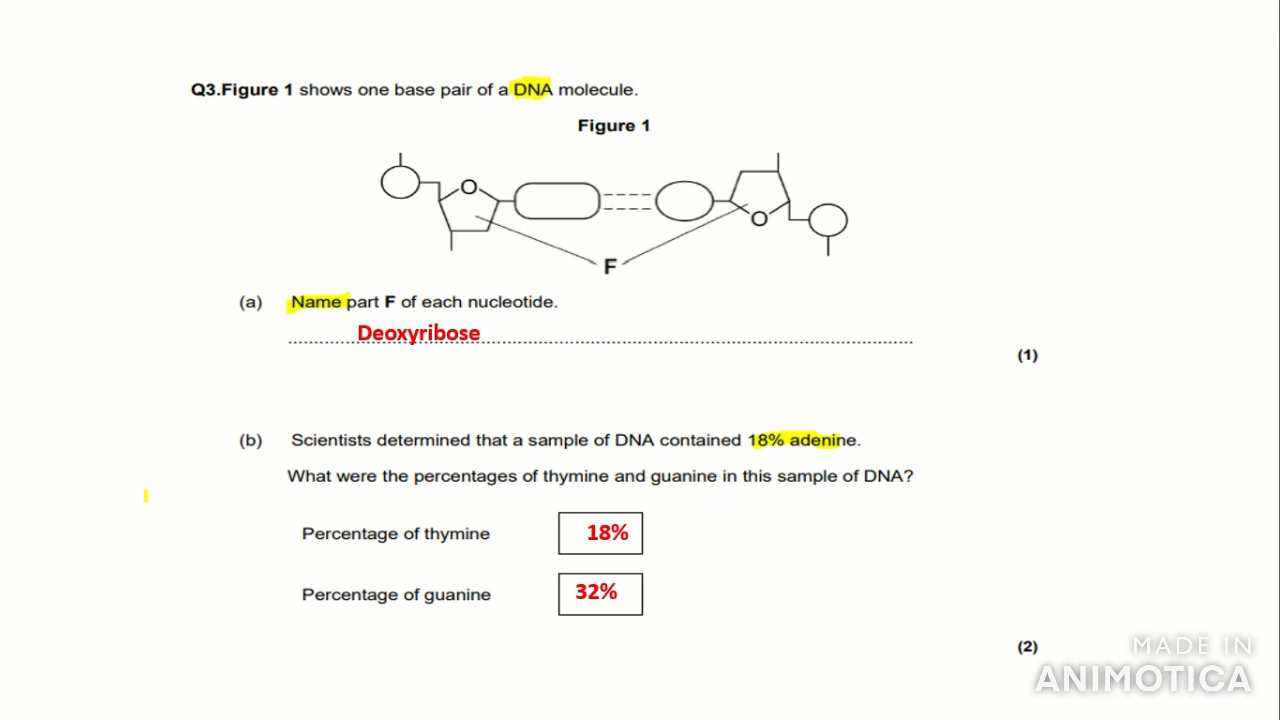 Q3.Figure 1 shows one base pair of a DNA molecule.
Figure 1
O
O
F
(a) Name part F of each nucleotide.
Deoxyribose
(1)
(b) Scientists determined that a sample of DNA contained 18% adenine.
What were the percentages of thymine and guanine in this sample of DNA?
Percentage of thymine 18%
Percentage of guanine 32%
(2)
MADE IN
ANIMOTICA